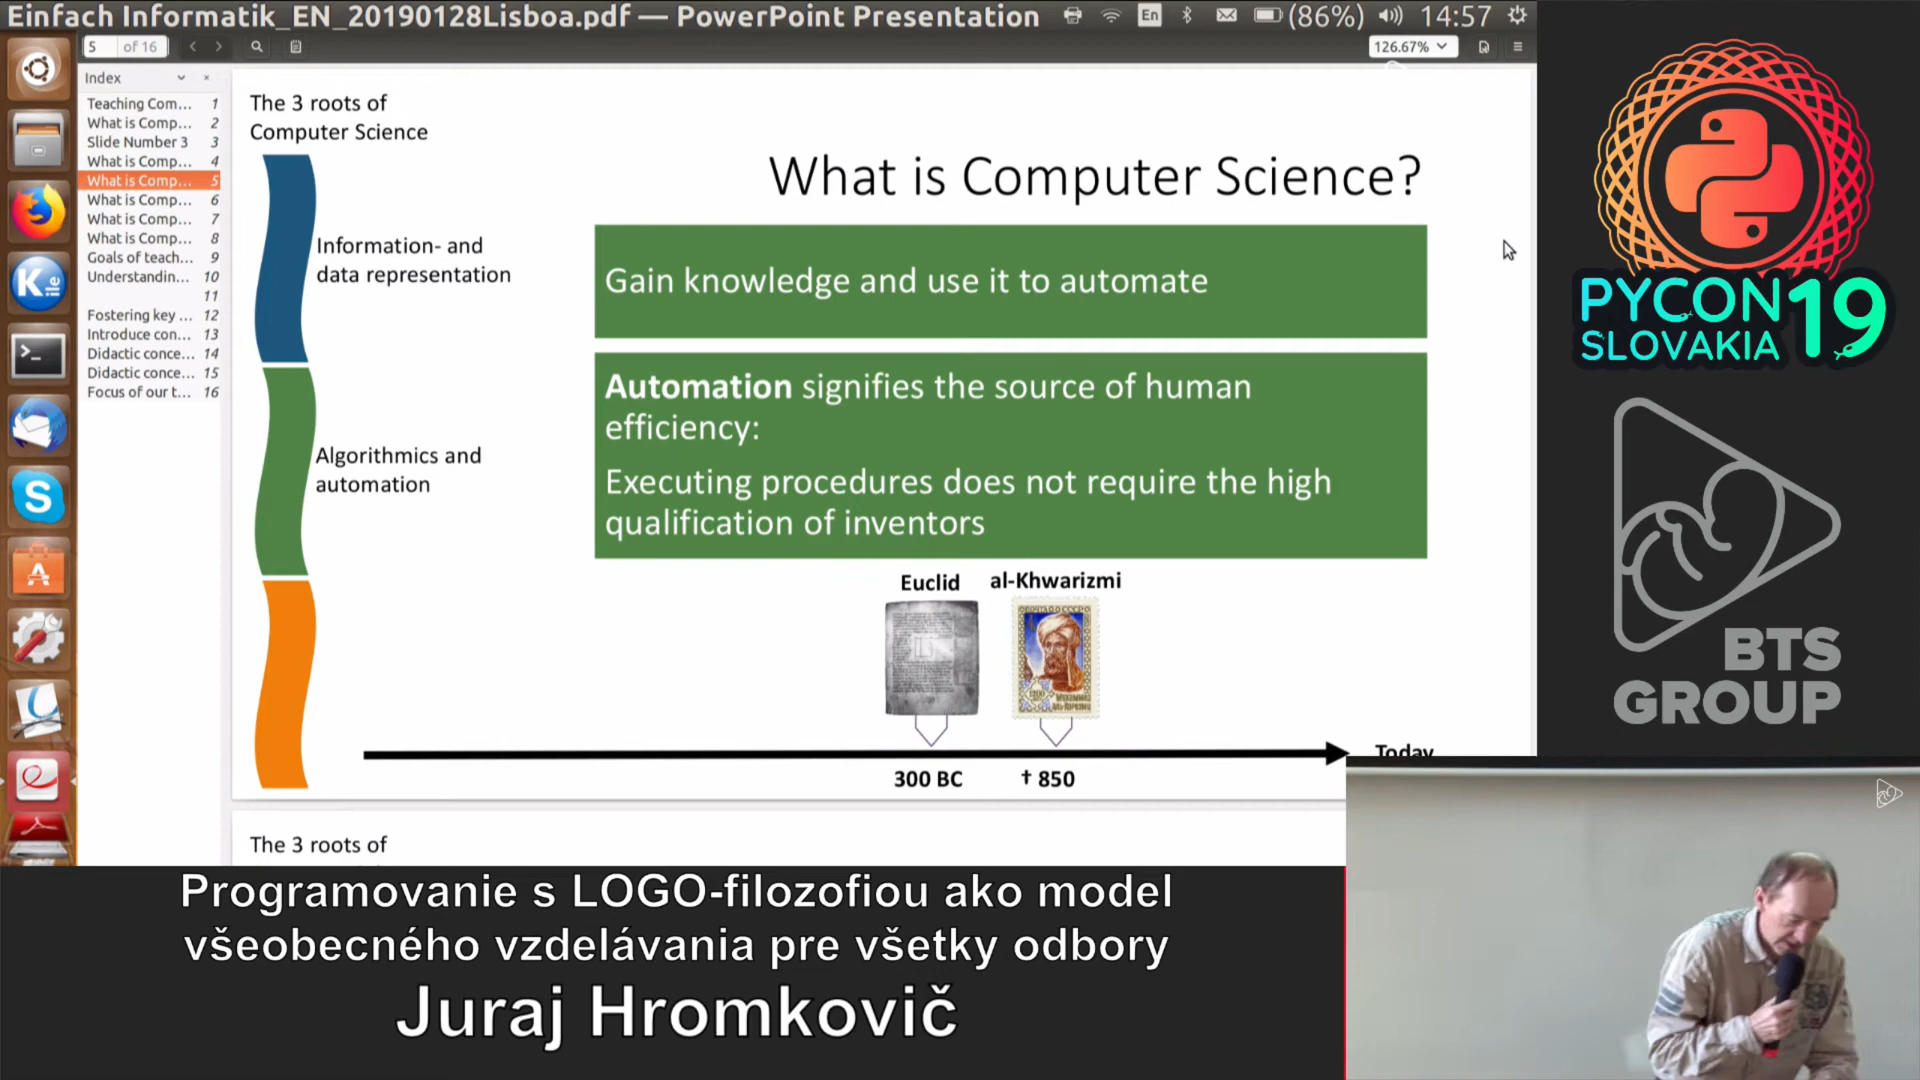 Einfach Informatik_EN_20190128Lisboa.pdf — PowerPoint Presentation
En
(86%)
14:57
5 of 16
126.67%
Index
Teaching Com... 1
What is Comp... 2
Slide Number 3 3
What is Comp... 4
What is Comp... 5
What is Comp... 6
What is Comp... 7
What is Comp... 8
Goals of teach... 9
Understandin... 10
11
Fostering key ... 12
Introduce con... 13
Didactic conce... 14
Didactic conce... 15
Focus of our t... 16
The 3 roots of
Computer Science
Information- and
data representation
Algorithmics and
automation
What is Computer Science?
Gain knowledge and use it to automate
Automation signifies the source of human
efficiency:
Executing procedures does not require the high
qualification of inventors
Euclid
al-Khwarizmi
300 BC
† 850
Today
The 3 roots of
PYCON 19
SLOVAKIA
BTS
GROUP
Programovanie s LOGO-filozofiou ako model
všeobecného vzdelávania pre všetky odbory
Juraj Hromkovič